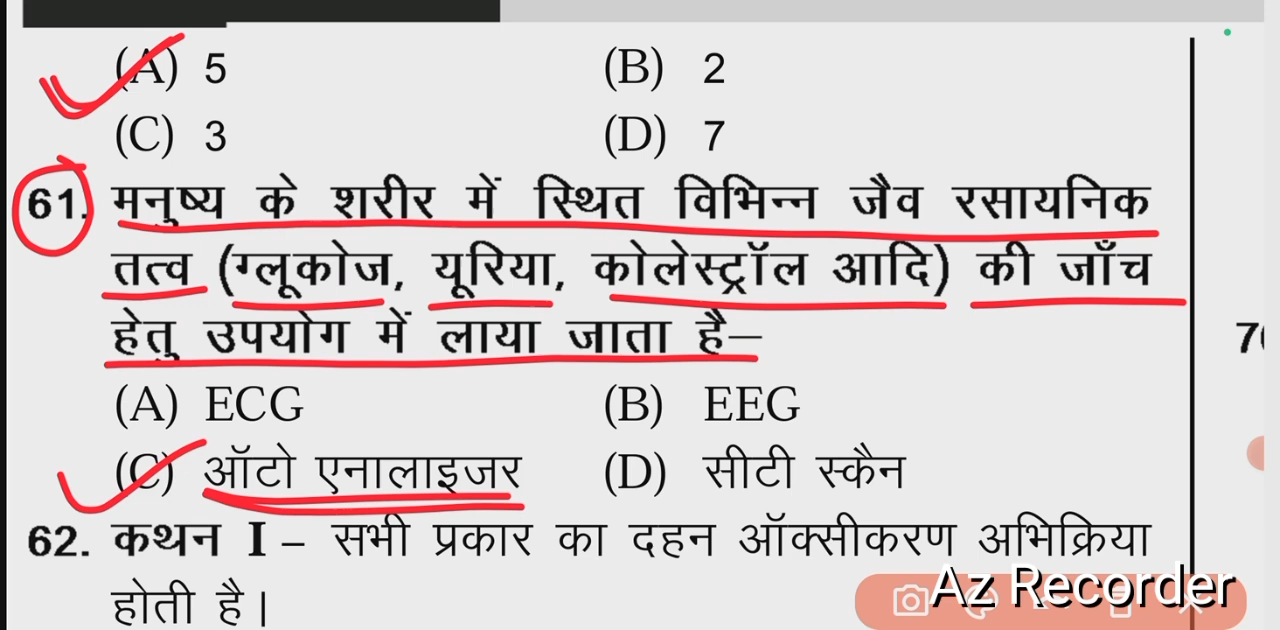 (A) 5 (B) 2
(C) 3 (D) 7
61. मनुष्य के शरीर में स्थित विभिन्न जैव रसायनिक
तत्व (ग्लूकोज, यूरिया, कोलेस्ट्रॉल आदि) की जाँच
हेतु उपयोग में लाया जाता है–
(A) ECG (B) EEG
(C) ऑटो एनालाइजर (D) सीटी स्कैन
62. कथन I – सभी प्रकार का दहन ऑक्सीकरण अभिक्रिया
होती है।
Az Recorder